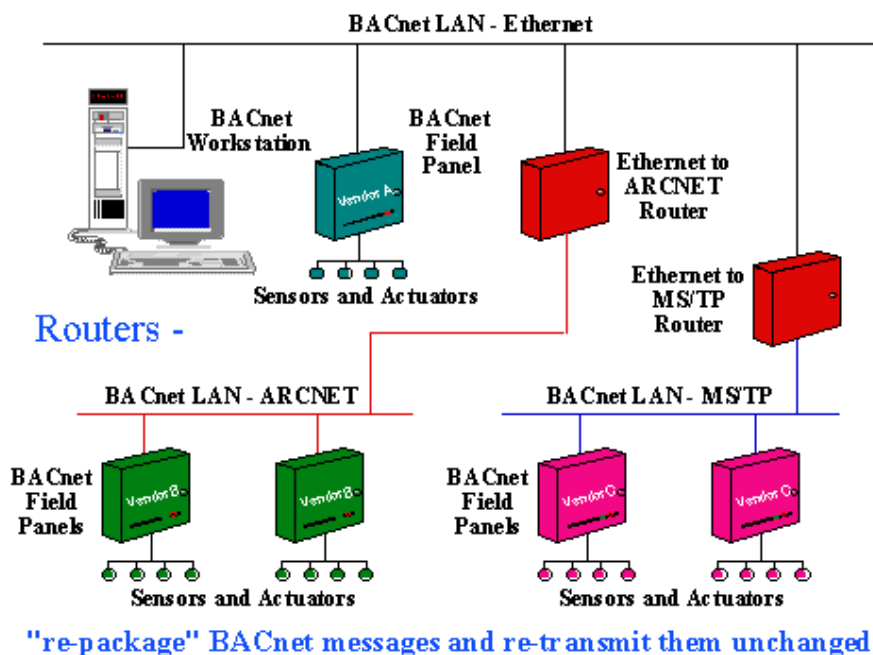 BACnet LAN - Ethernet
BACnet
Workstation
BACnet
Field
Panel
Vendor A
Ethernet to
ARCNET
Router
Sensors and Actuators
Ethernet to
MS/TP
Router
Routers -
BACnet LAN - ARCNET
BACnet LAN - MS/TP
BACnet
Field
Panels
Vendor B
Vendor B
BACnet
Field
Panels
Vendor C
Vendor C
Sensors and Actuators
Sensors and Actuators
"re-package" BACnet messages and re-transmit them unchanged